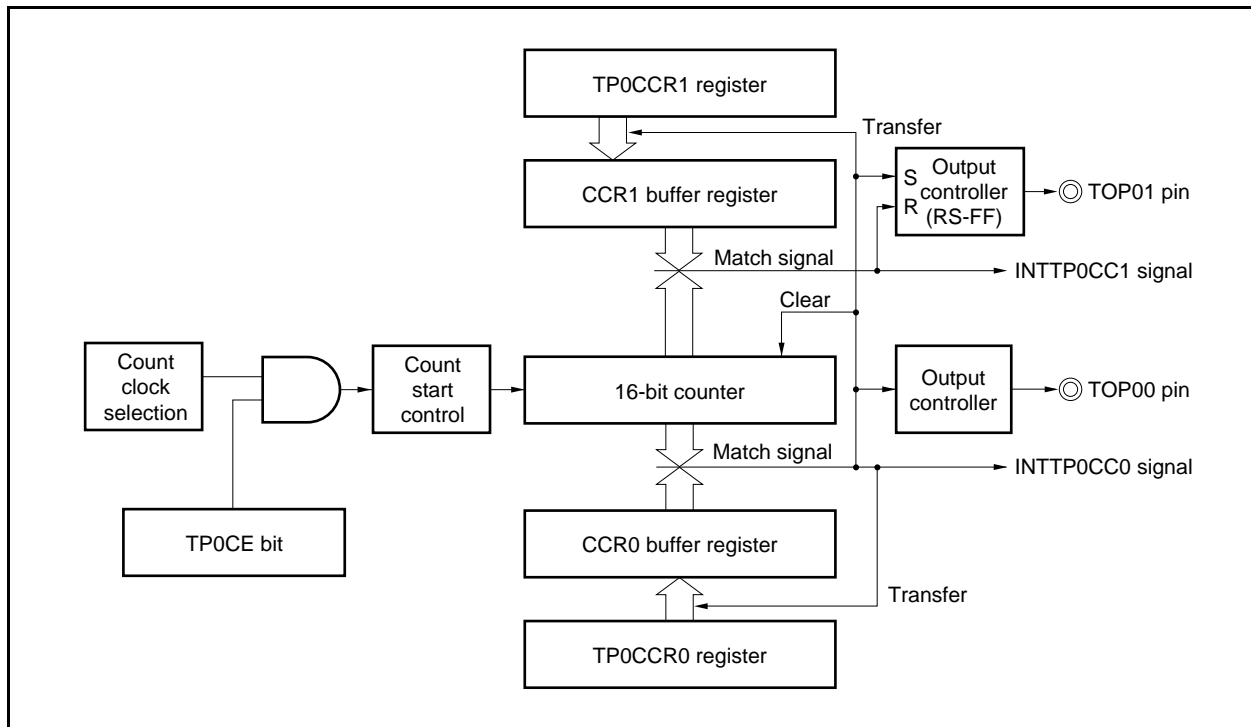 TP0CCR1 register
Transfer
CCR1 buffer register
S
R
Output
controller
(RS-FF)
TOP01 pin
Match signal
INTTP0CC1 signal
Clear
Count
clock
selection
Count
start
control
16-bit counter
Output
controller
TOP00 pin
Match signal
INTTP0CC0 signal
TP0CE bit
CCR0 buffer register
Transfer
TP0CCR0 register